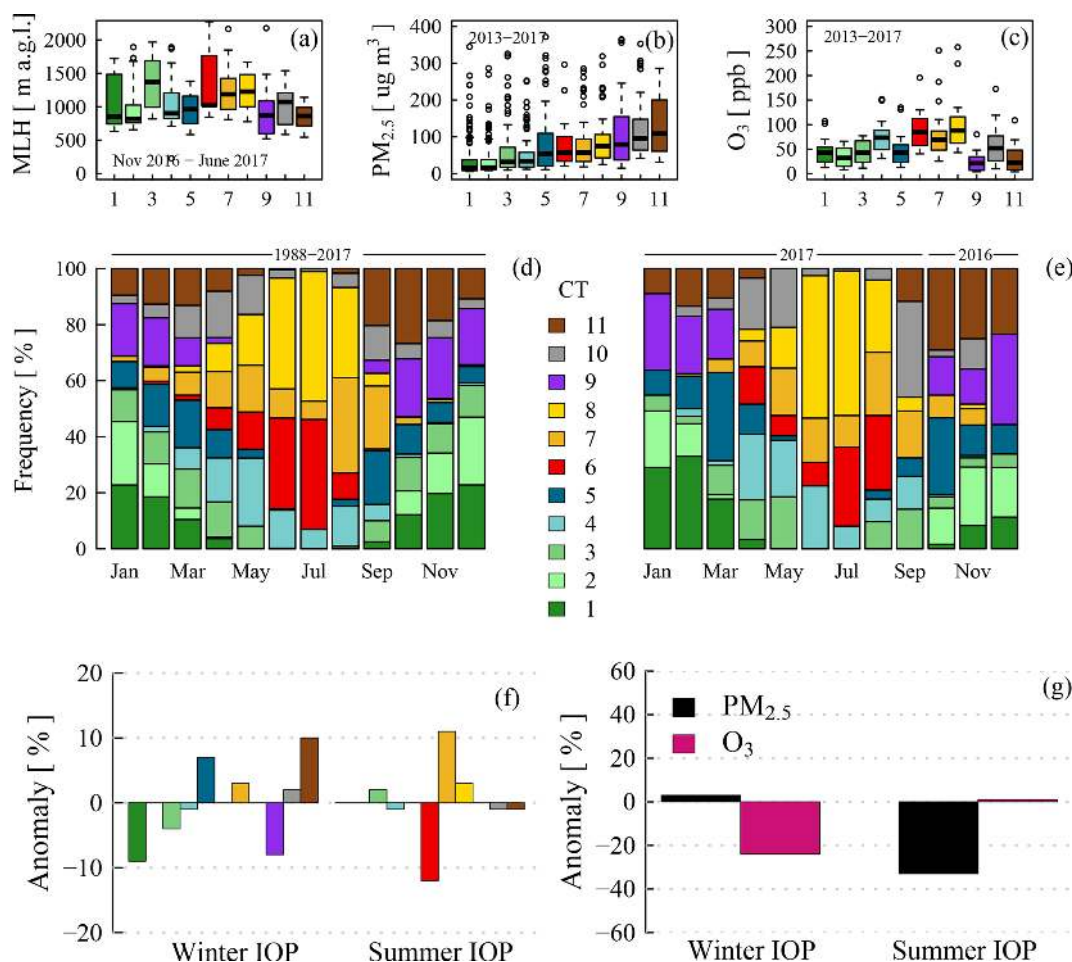 (a)
MLH [ m a.g.l. ]
2000
1500
1000
500
0
Nov 2016 − June 2017
1 3 5 7 9 11
(b)
PM2.5 [ ug m3 ]
2013−2017
400
300
200
100
0
1 3 5 7 9 11
(c)
O3 [ ppb ]
2013−2017
300
250
200
150
100
50
0
1 3 5 7 9 11
1988−2017
(d)
Frequency [ % ]
100
80
60
40
20
0
Jan Mar May Jul Sep Nov
CT
11
10
9
8
7
6
5
4
3
2
1
2017 2016
(e)
Jan Mar May Jul Sep Nov
(f)
Anomaly [ % ]
20
10
0
−10
−20
Winter IOP Summer IOP
(g)
Anomaly [ % ]
60
40
20
0
−20
−40
−60
PM2.5
O3
Winter IOP Summer IOP